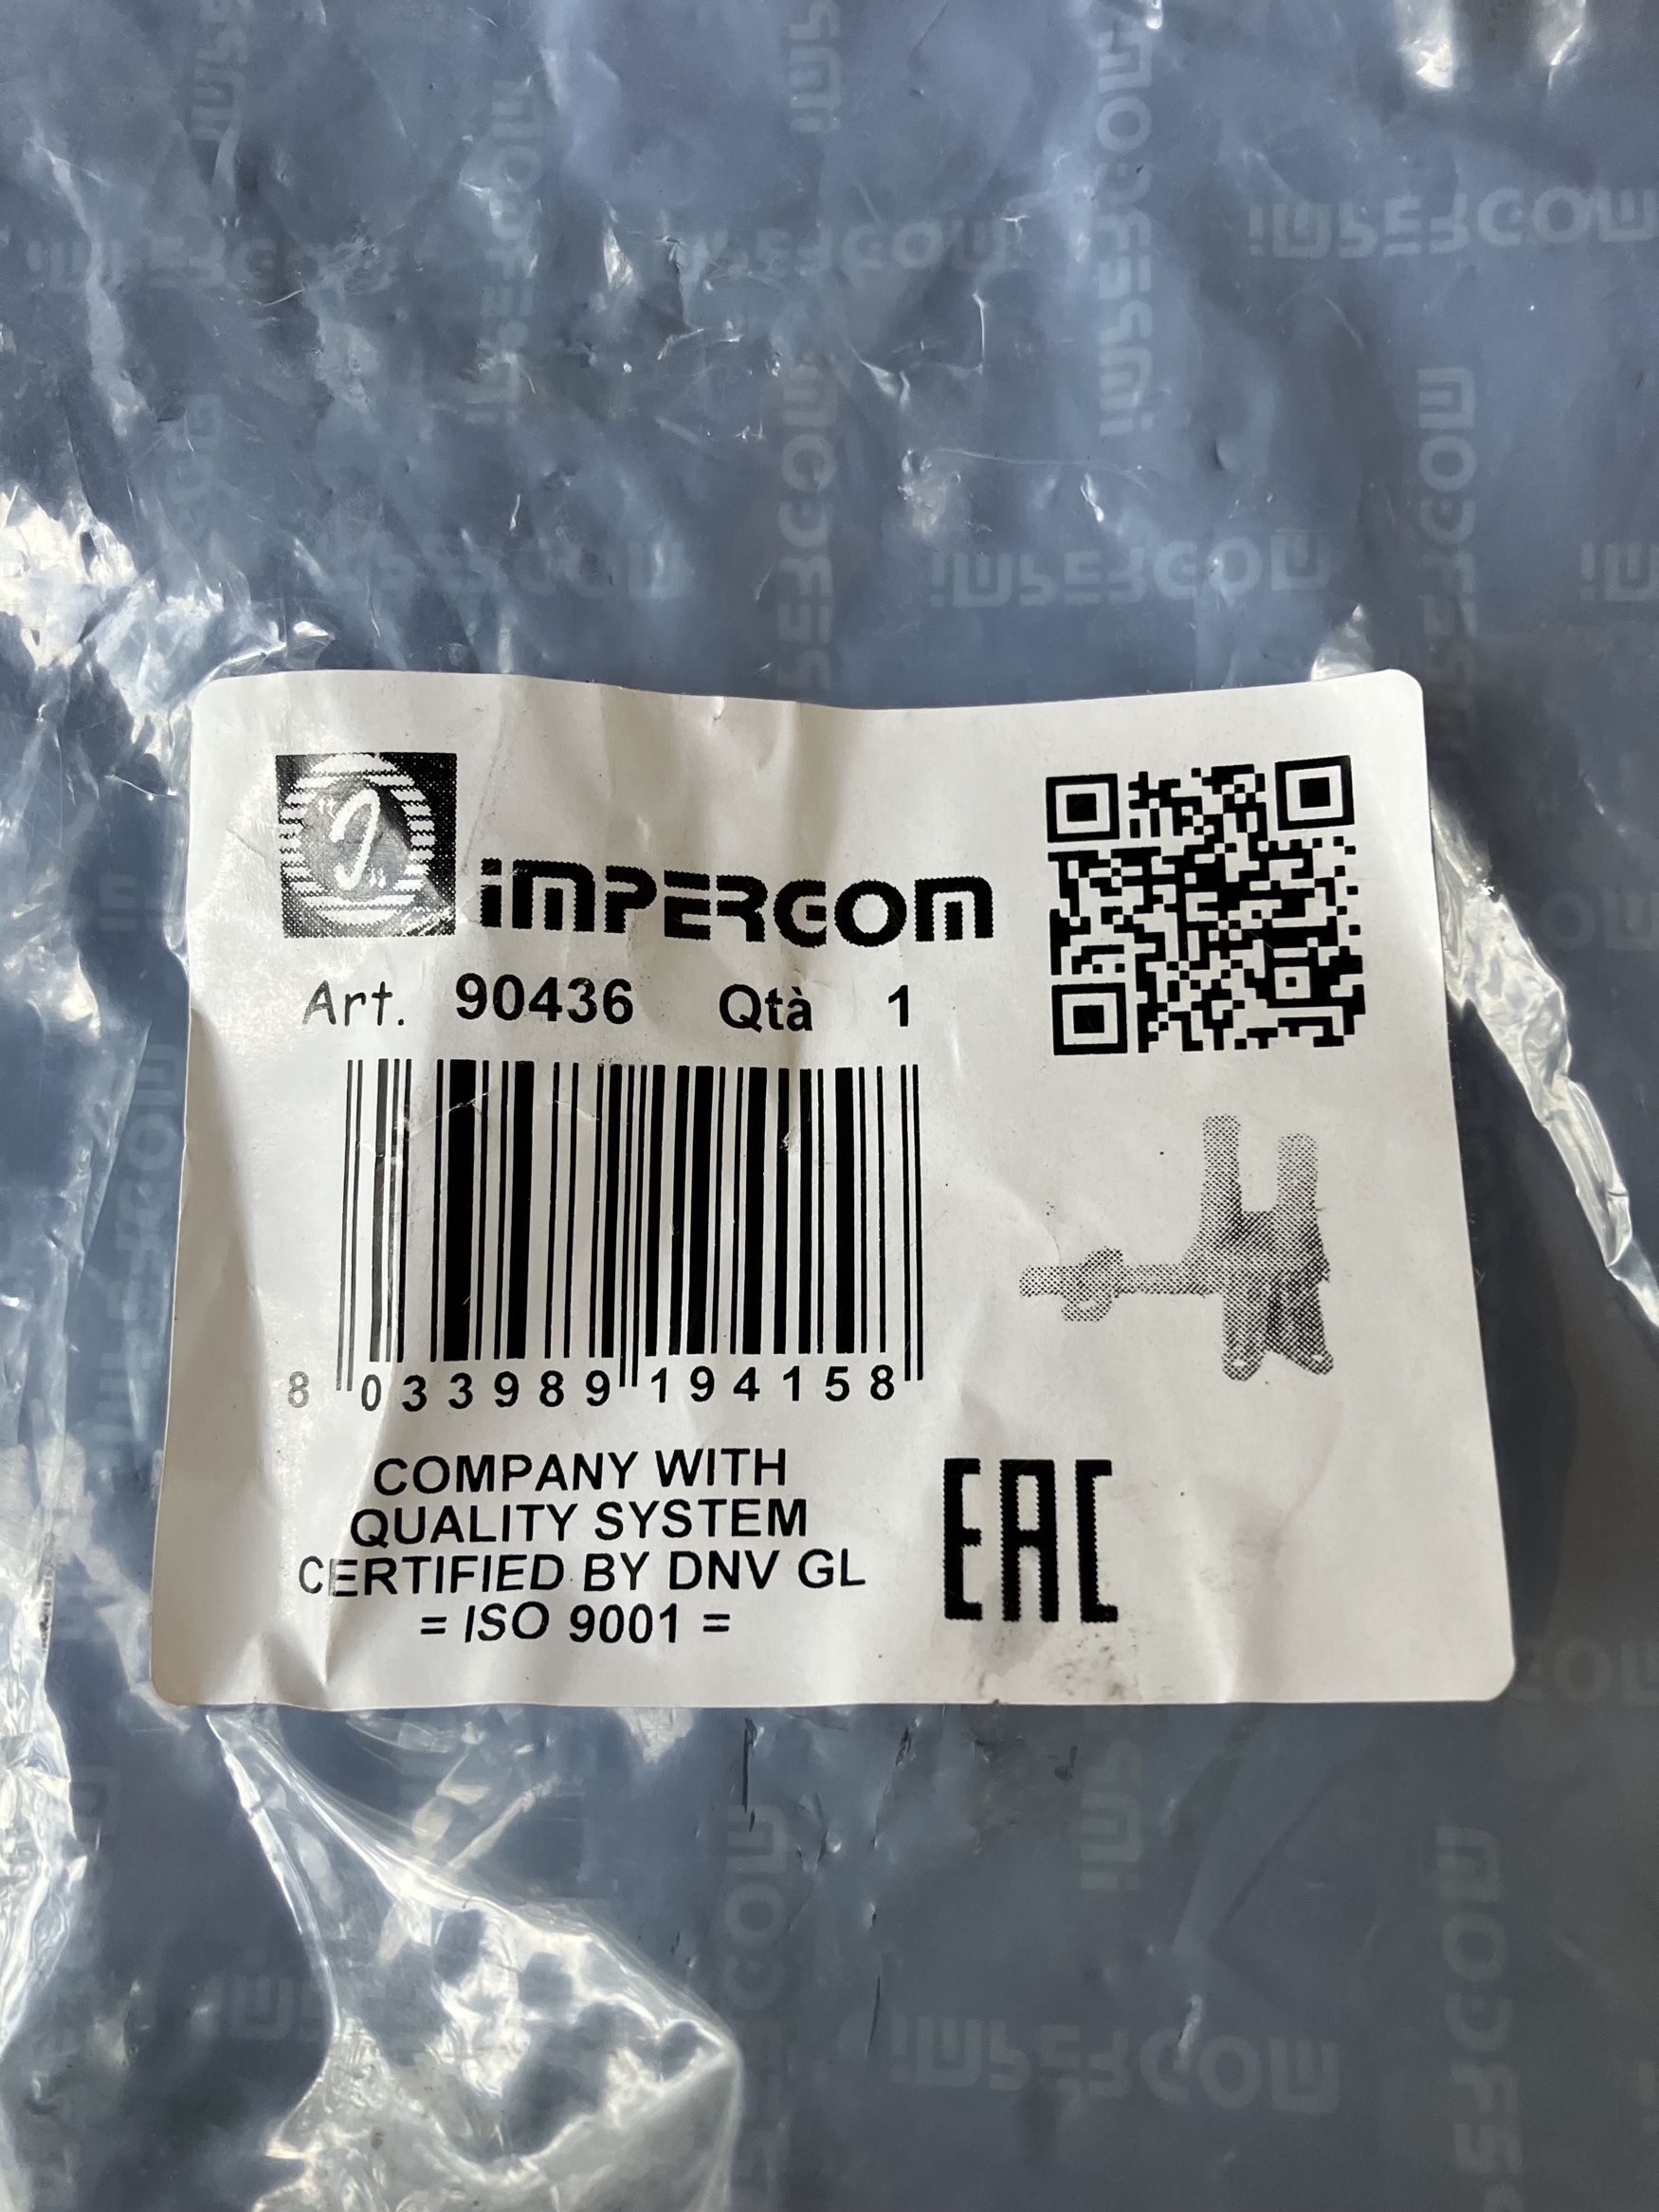 IMPERGOM
Art. 90436 Qtà 1
8 033989 194158
COMPANY WITH
QUALITY SYSTEM
CERTIFIED BY DNV GL
= ISO 9001 =
EAC